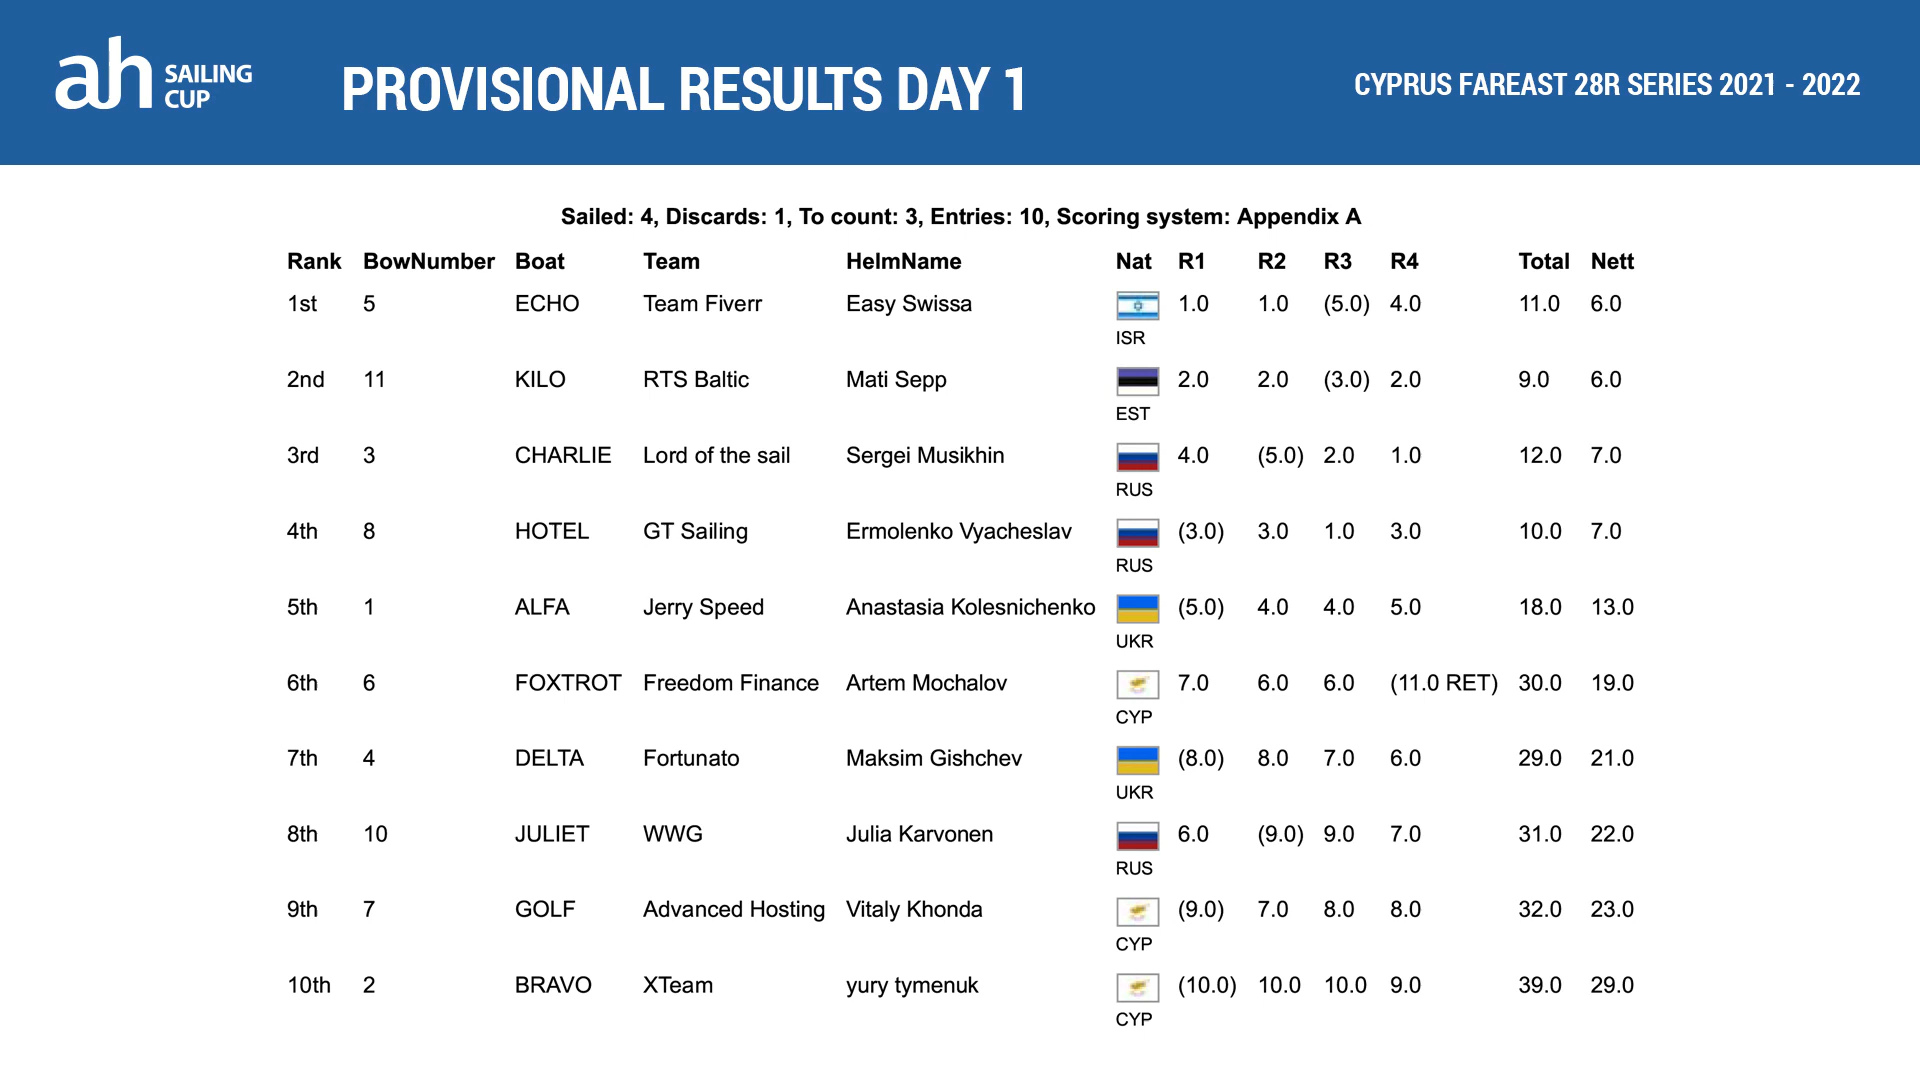 ah SAILING CUP
PROVISIONAL RESULTS DAY 1
CYPRUS FAREAST 28R SERIES 2021 - 2022
Sailed: 4, Discards: 1, To count: 3, Entries: 10, Scoring system: Appendix A
Rank BowNumber Boat Team HelmName Nat R1 R2 R3 R4 Total Nett
1st 5 ECHO Team Fiverr Easy Swissa ISR 1.0 1.0 (5.0) 4.0 11.0 6.0
2nd 11 KILO RTS Baltic Mati Sepp EST 2.0 2.0 (3.0) 2.0 9.0 6.0
3rd 3 CHARLIE Lord of the sail Sergei Musikhin RUS 4.0 (5.0) 2.0 1.0 12.0 7.0
4th 8 HOTEL GT Sailing Ermolenko Vyacheslav RUS (3.0) 3.0 1.0 3.0 10.0 7.0
5th 1 ALFA Jerry Speed Anastasia Kolesnichenko UKR (5.0) 4.0 4.0 5.0 18.0 13.0
6th 6 FOXTROT Freedom Finance Artem Mochalov CYP 7.0 6.0 6.0 (11.0 RET) 30.0 19.0
7th 4 DELTA Fortunato Maksim Gishchev UKR (8.0) 8.0 7.0 6.0 29.0 21.0
8th 10 JULIET WWG Julia Karvonen RUS 6.0 (9.0) 9.0 7.0 31.0 22.0
9th 7 GOLF Advanced Hosting Vitaly Khonda CYP (9.0) 7.0 8.0 8.0 32.0 23.0
10th 2 BRAVO XTeam yury tymenuk CYP (10.0) 10.0 10.0 9.0 39.0 29.0